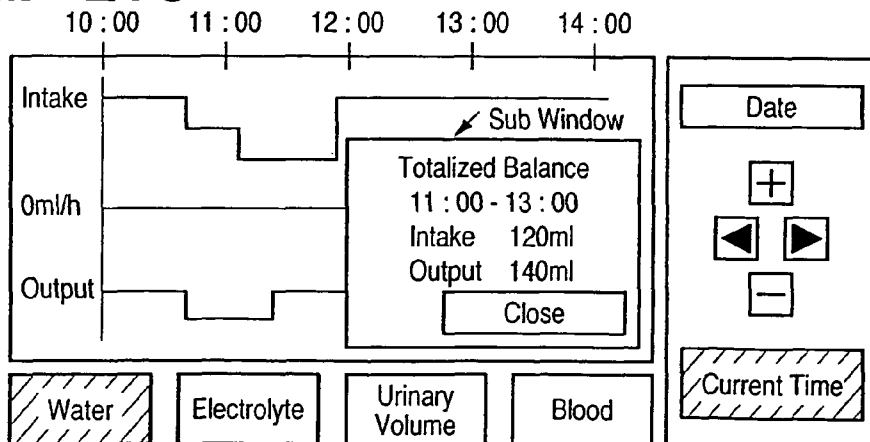 10 : 00 11 : 00 12 : 00 13 : 00 14 : 00
Intake
Sub Window
Date
Totalized Balance
11 : 00 - 13 : 00
0ml/h
Intake 120ml
Output 140ml
Output
Close
Current Time
Water
Electrolyte
Urinary
Volume
Blood